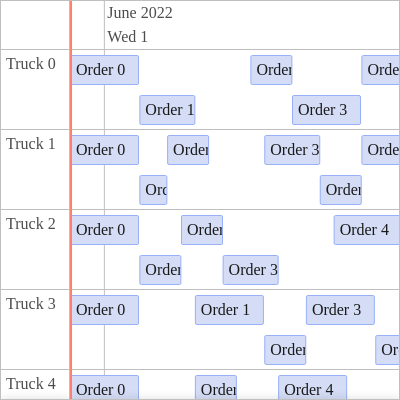 June 2022
Wed 1
Truck 0
Order 0
Order
Orde
Order 1
Order 3
Truck 1
Order 0
Order
Order 3
Orde
Orc
Order
Truck 2
Order 0
Order
Order 4
Order
Order 3
Truck 3
Order 0
Order 1
Order 3
Order
Or
Truck 4
Order 0
Order
Order 4